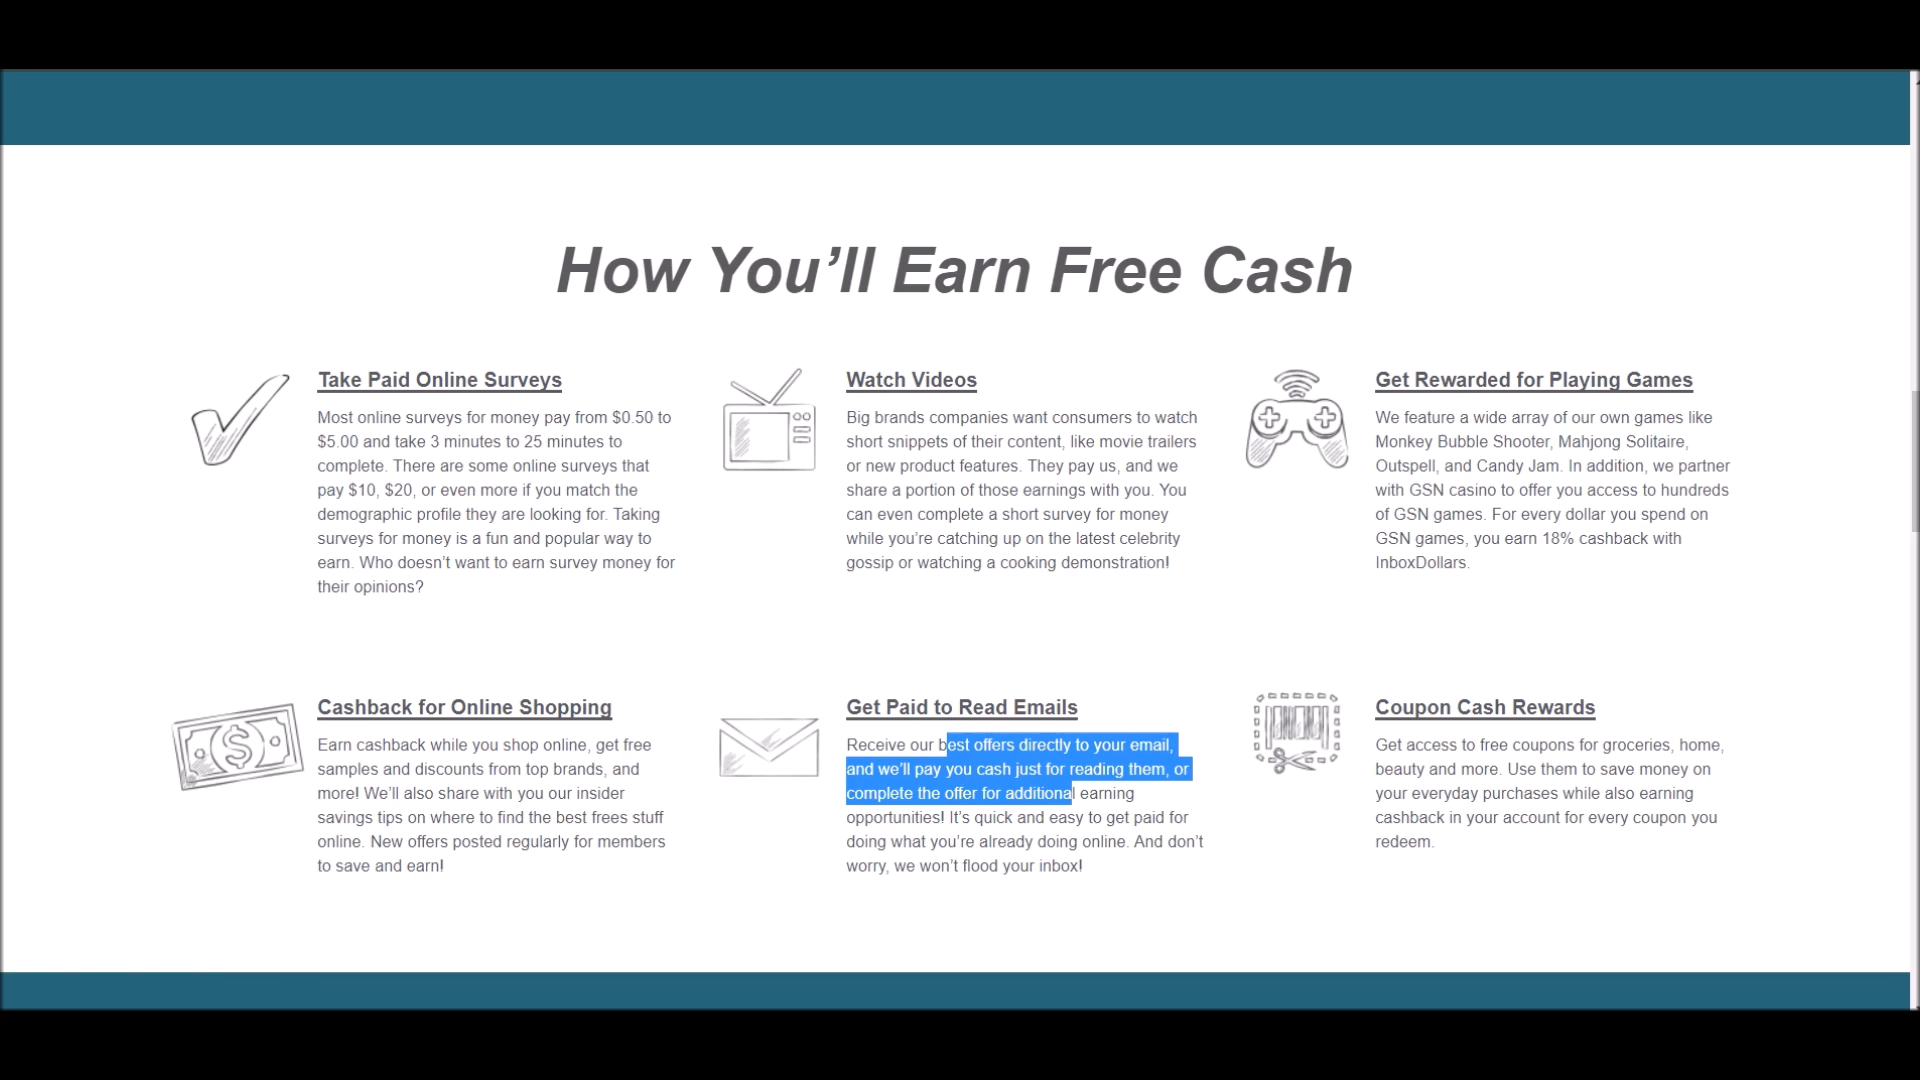 How You’ll Earn Free Cash
Take Paid Online Surveys
Most online surveys for money pay from $0.50 to
$5.00 and take 3 minutes to 25 minutes to
complete. There are some online surveys that
pay $10, $20, or even more if you match the
demographic profile they are looking for. Taking
surveys for money is a fun and popular way to
earn. Who doesn’t want to earn survey money for
their opinions?
Watch Videos
Big brands companies want consumers to watch
short snippets of their content, like movie trailers
or new product features. They pay us, and we
share a portion of those earnings with you. You
can even complete a short survey for money
while you’re catching up on the latest celebrity
gossip or watching a cooking demonstration!
Get Rewarded for Playing Games
We feature a wide array of our own games like
Monkey Bubble Shooter, Mahjong Solitaire,
Outspell, and Candy Jam. In addition, we partner
with GSN casino to offer you access to hundreds
of GSN games. For every dollar you spend on
GSN games, you earn 18% cashback with
InboxDollars.
Cashback for Online Shopping
Earn cashback while you shop online, get free
samples and discounts from top brands, and
more! We’ll also share with you our insider
savings tips on where to find the best frees stuff
online. New offers posted regularly for members
to save and earn!
Get Paid to Read Emails
Receive our best offers directly to your email,
and we’ll pay you cash just for reading them, or
complete the offer for additional earning
opportunities! It’s quick and easy to get paid for
doing what you’re already doing online. And don’t
worry, we won’t flood your inbox!
Coupon Cash Rewards
Get access to free coupons for groceries, home,
beauty and more. Use them to save money on
your everyday purchases while also earning
cashback in your account for every coupon you
redeem.